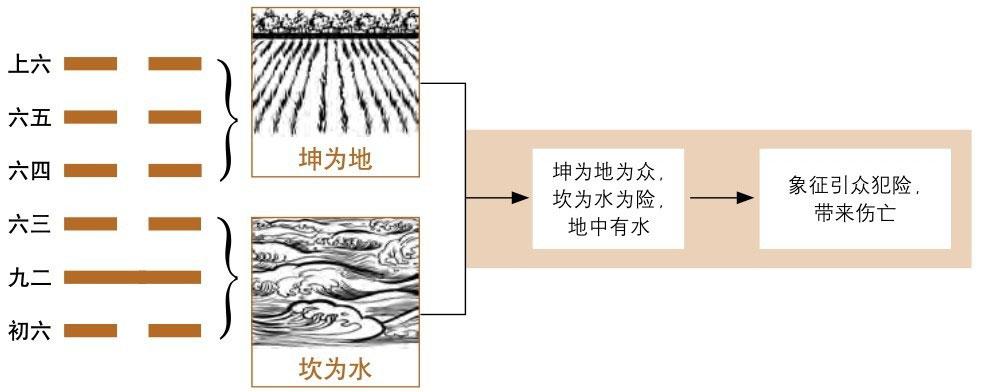 上六
六五
六四
六三
九二
初六
坤为地
坎为水
坤为地为众，
坎为水为险，
地中有水
象征引众犯险，
带来伤亡